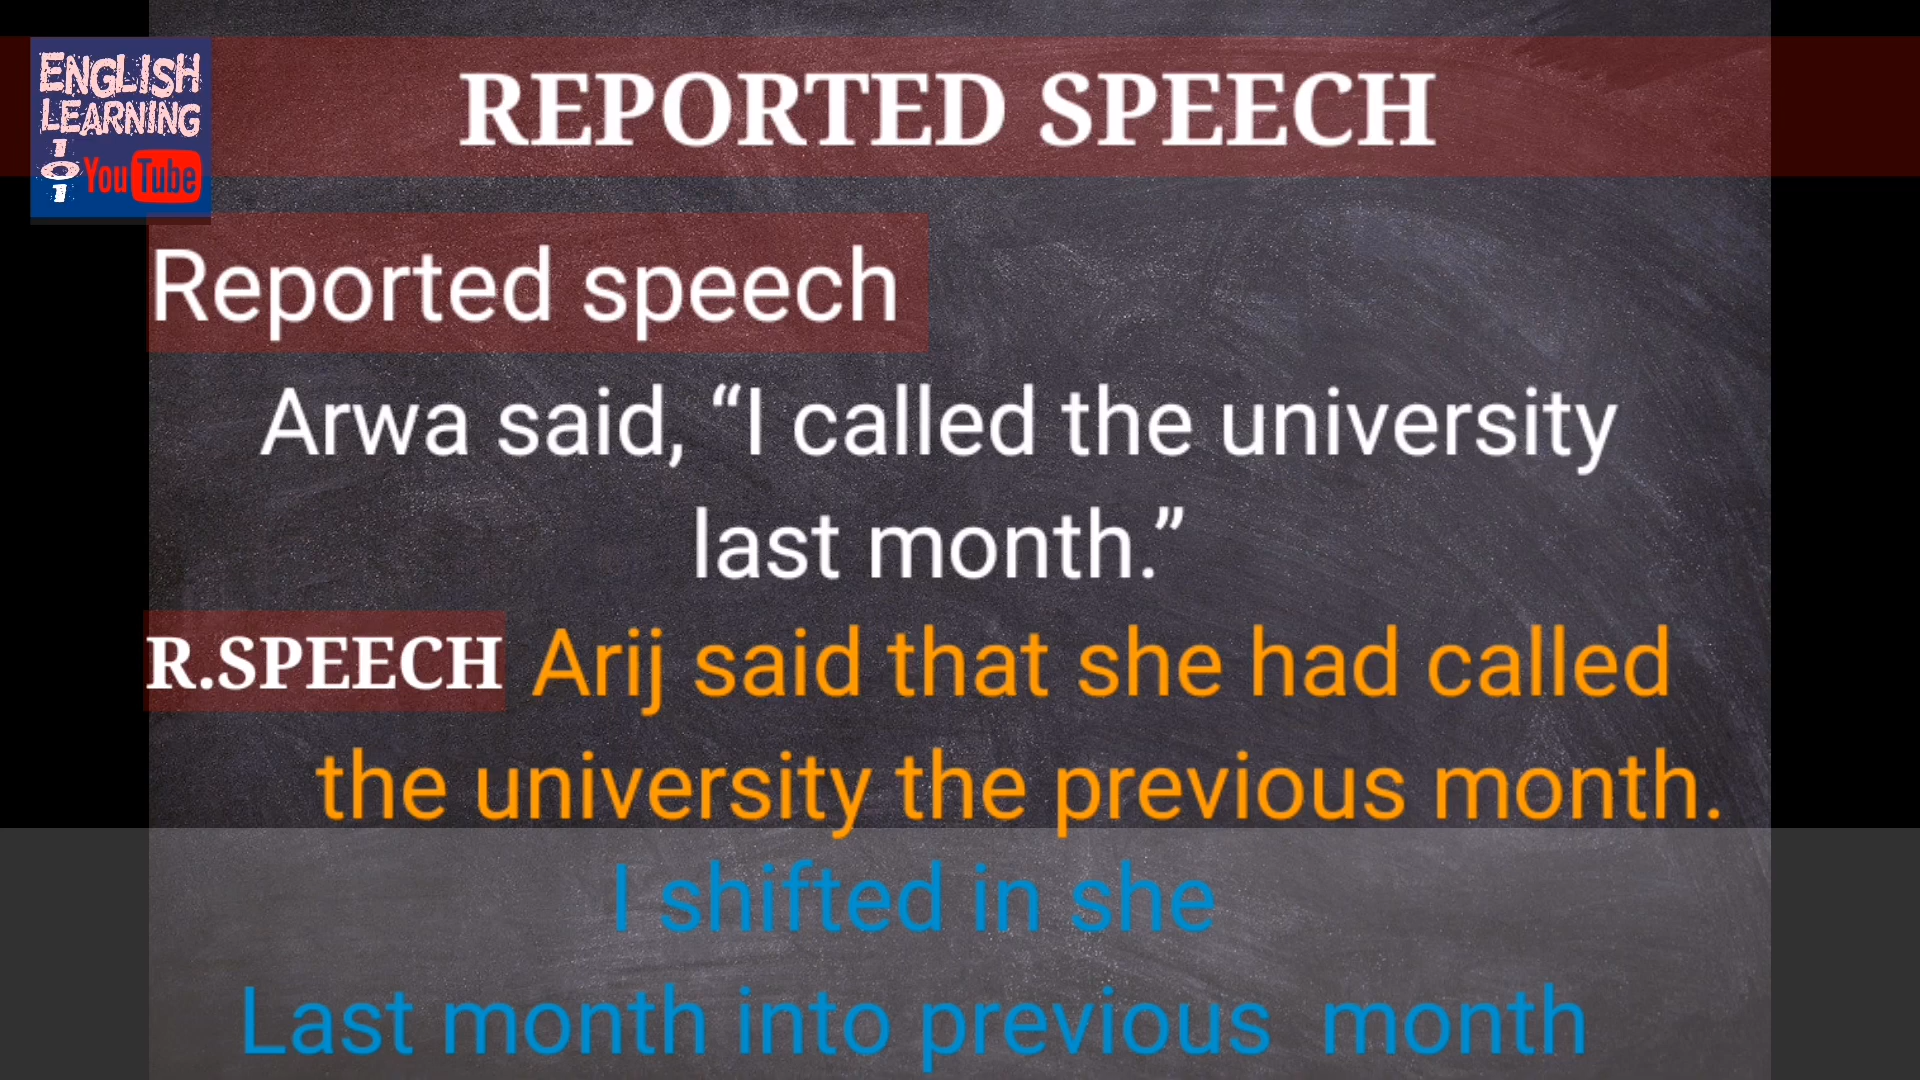 ENGLISH
LEARNING
101
YouTube
REPORTED SPEECH
Reported speech
Arwa said, “I called the university
last month.”
R.SPEECH Arij said that she had called
the university the previous month.
I shifted in she
Last month into previous month